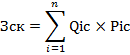 Зск = ∑_{i=1}^{n} Qic × Pic